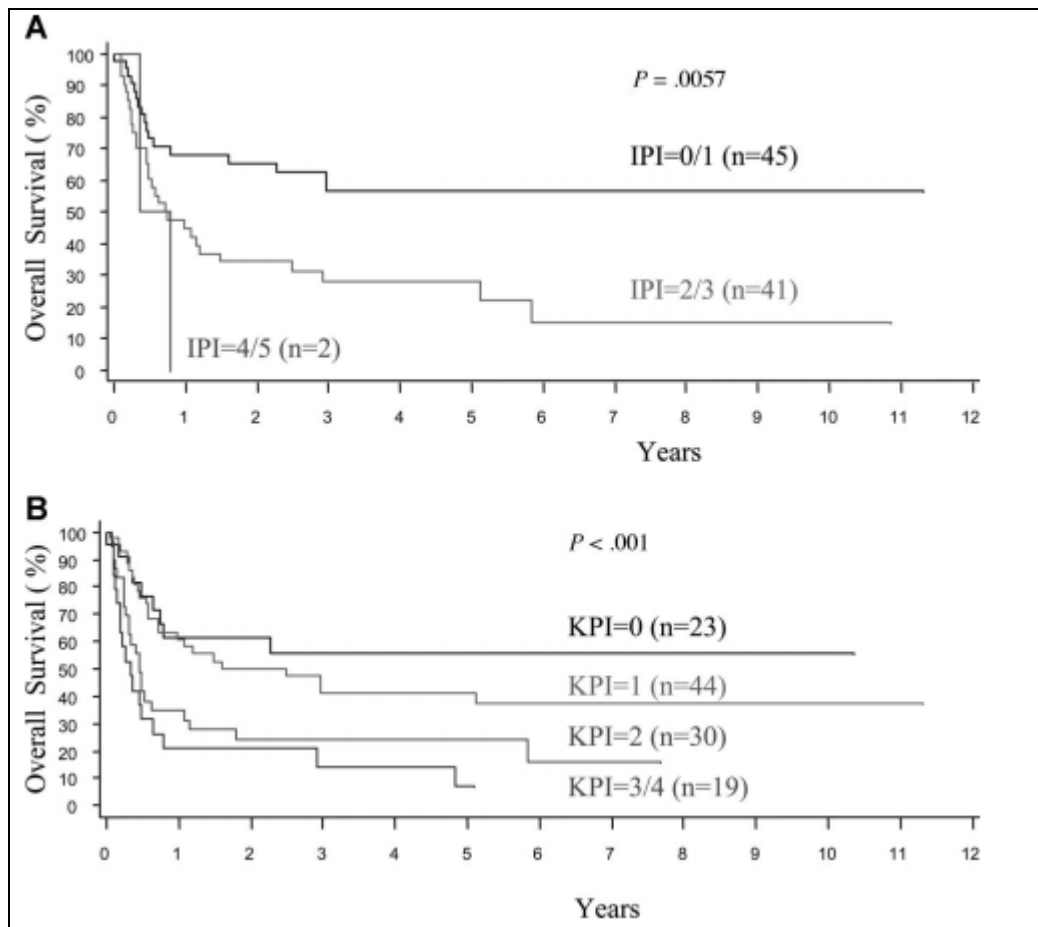 A
Overall Survival ( %)
100
90
80
70
60
50
40
30
20
10
0
P = .0057
IPI=0/1 (n=45)
IPI=2/3 (n=41)
IPI=4/5 (n=2)
0 1 2 3 4 5 6 7 8 9 10 11 12
Years
B
Overall Survival ( %)
100
90
80
70
60
50
40
30
20
10
0
P < .001
KPI=0 (n=23)
KPI=1 (n=44)
KPI=2 (n=30)
KPI=3/4 (n=19)
0 1 2 3 4 5 6 7 8 9 10 11 12
Years